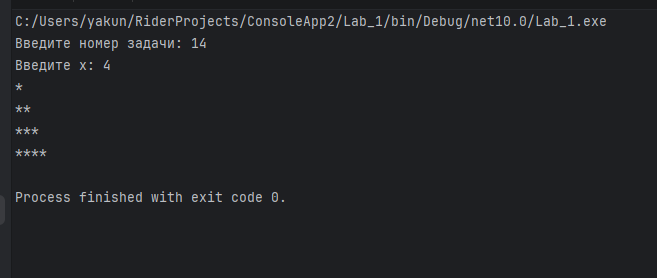 C:/Users/yakun/RiderProjects/ConsoleApp2/Lab_1/bin/Debug/net10.0/Lab_1.exe
Введите номер задачи: 14
Введите x: 4
*
**
***
****
Process finished with exit code 0.